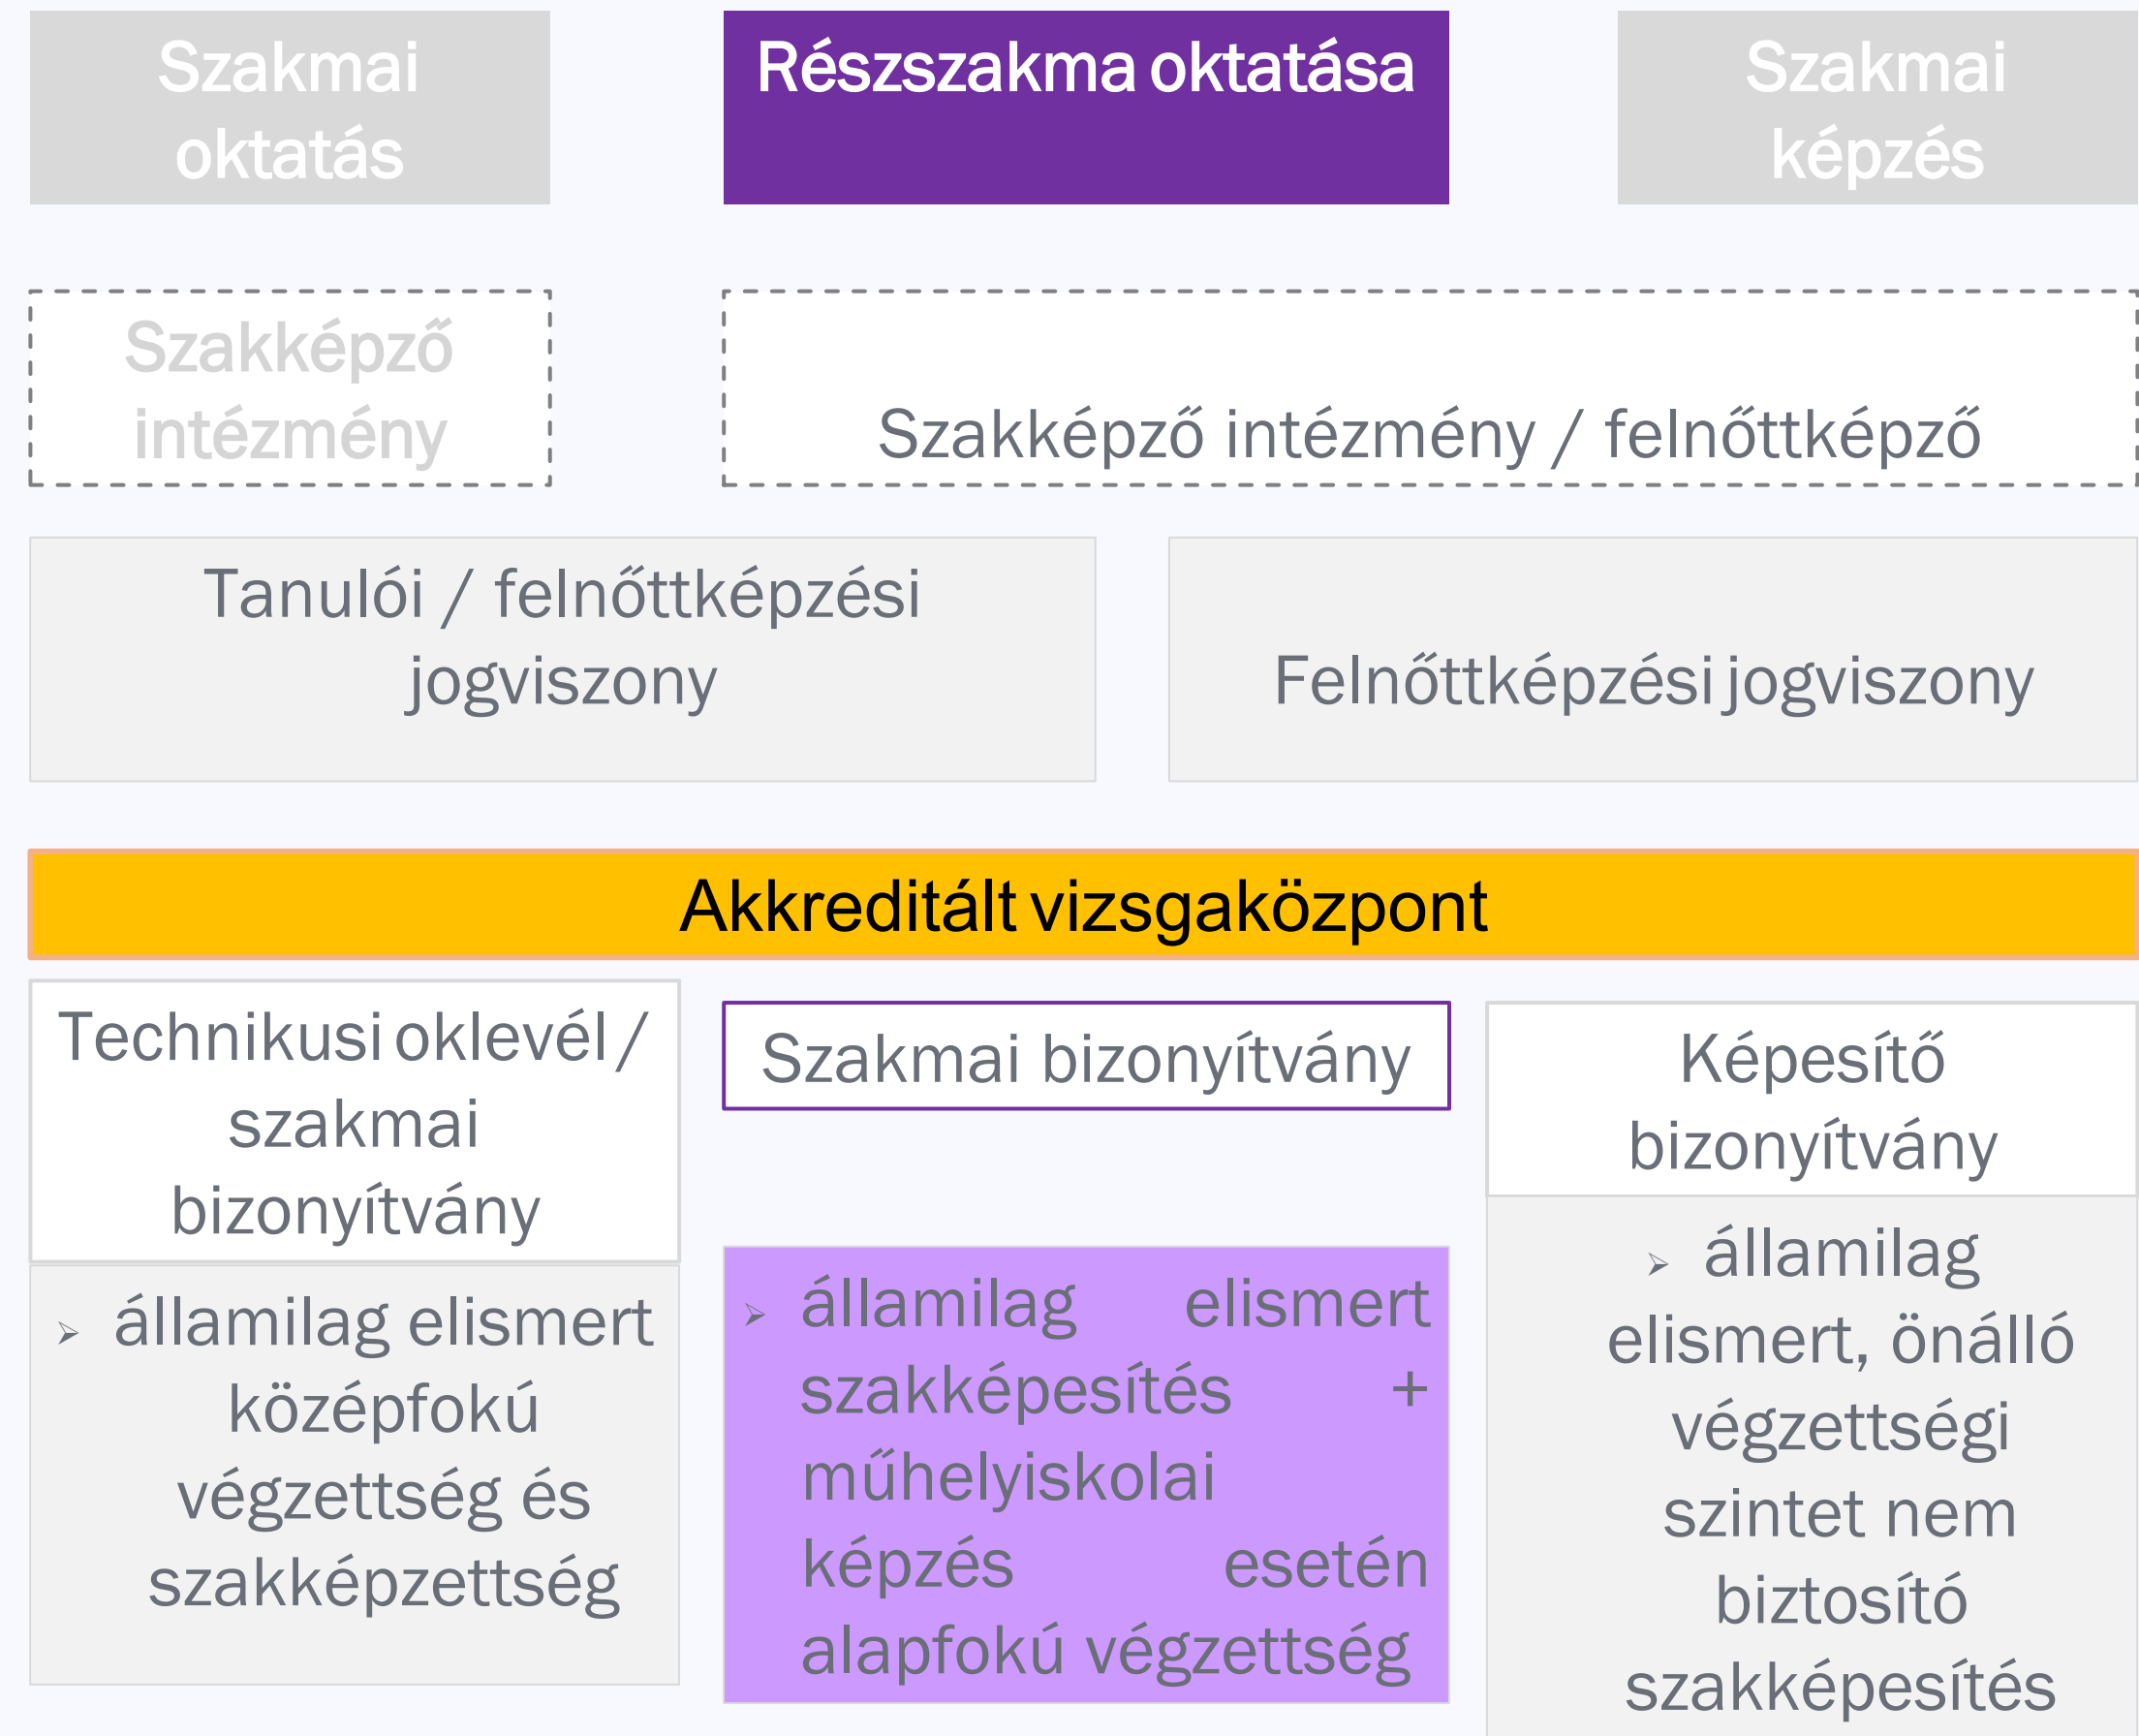 Szakmai
oktatás
Részszakma oktatása
Szakmai
képzés
Szakképző
intézmény
Szakképző intézmény / felnőttképző
Tanulói / felnőttképzési
jogviszony
Felnőttképzési jogviszony
Akkreditált vizsgaközpont
Technikusi oklevél /
szakmai
bizonyítvány
➢ államilag elismert
középfokú
végzettség és
szakképzettség
Szakmai bizonyítvány
➢ államilag elismert
szakképesítés +
műhelyiskolai
képzés esetén
alapfokú végzettség
Képesítő
bizonyítvány
➢ államilag
elismert, önálló
végzettségi
szintet nem
biztosító
szakképesítés